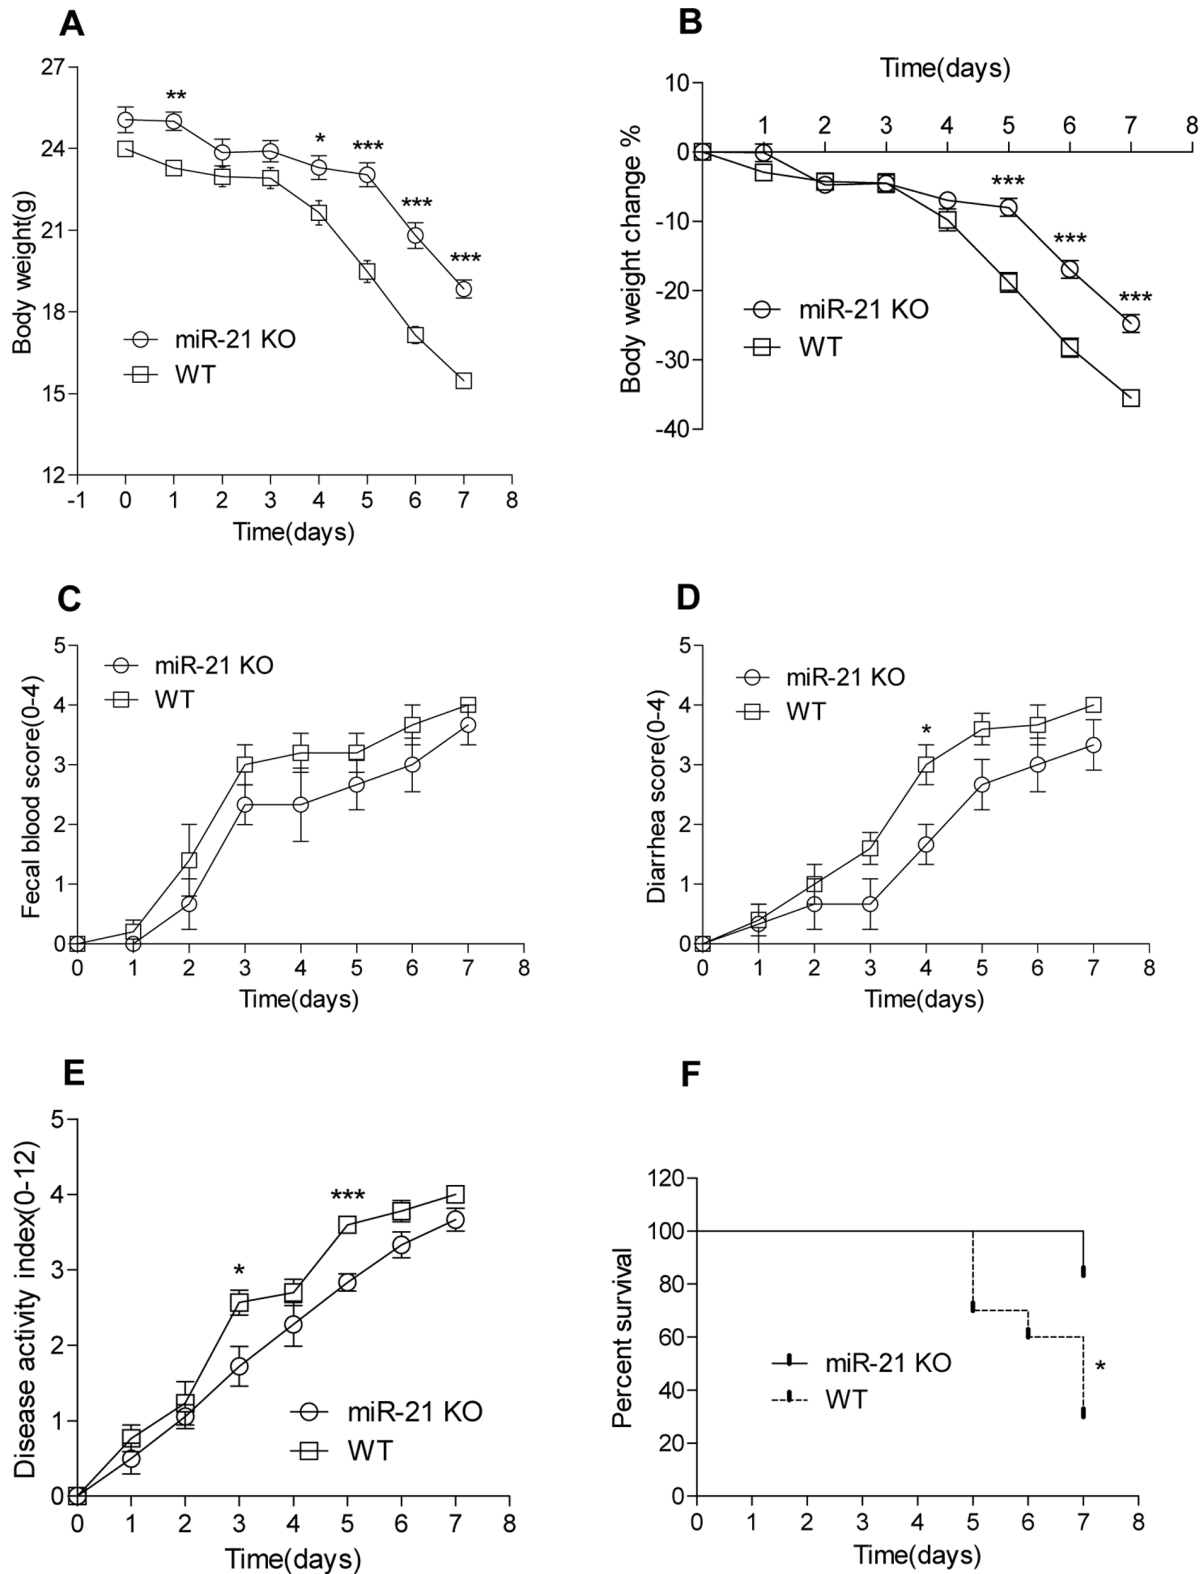 A
27
24
21
18
15
12
-1 0 1 2 3 4 5 6 7 8
Time(days)
Body weight(g)
** * *** *** ***
miR-21 KO
WT
B
Time(days)
1 2 3 4 5 6 7 8
10
0
-10
-20
-30
-40
Body weight change %
*** *** ***
miR-21 KO
WT
C
5
4
3
2
1
0
0 1 2 3 4 5 6 7 8
Time(days)
Fecal blood score(0-4)
miR-21 KO
WT
D
5
4
3
2
1
0
0 1 2 3 4 5 6 7 8
Time(days)
Diarrhea score(0-4)
miR-21 KO
WT
*
E
5
4
3
2
1
0
0 1 2 3 4 5 6 7 8
Time(days)
Disease activity index(0-12)
* ***
miR-21 KO
WT
F
120
100
80
60
40
20
0
0 1 2 3 4 5 6 7 8
Time(days)
Percent survival
miR-21 KO
WT
*